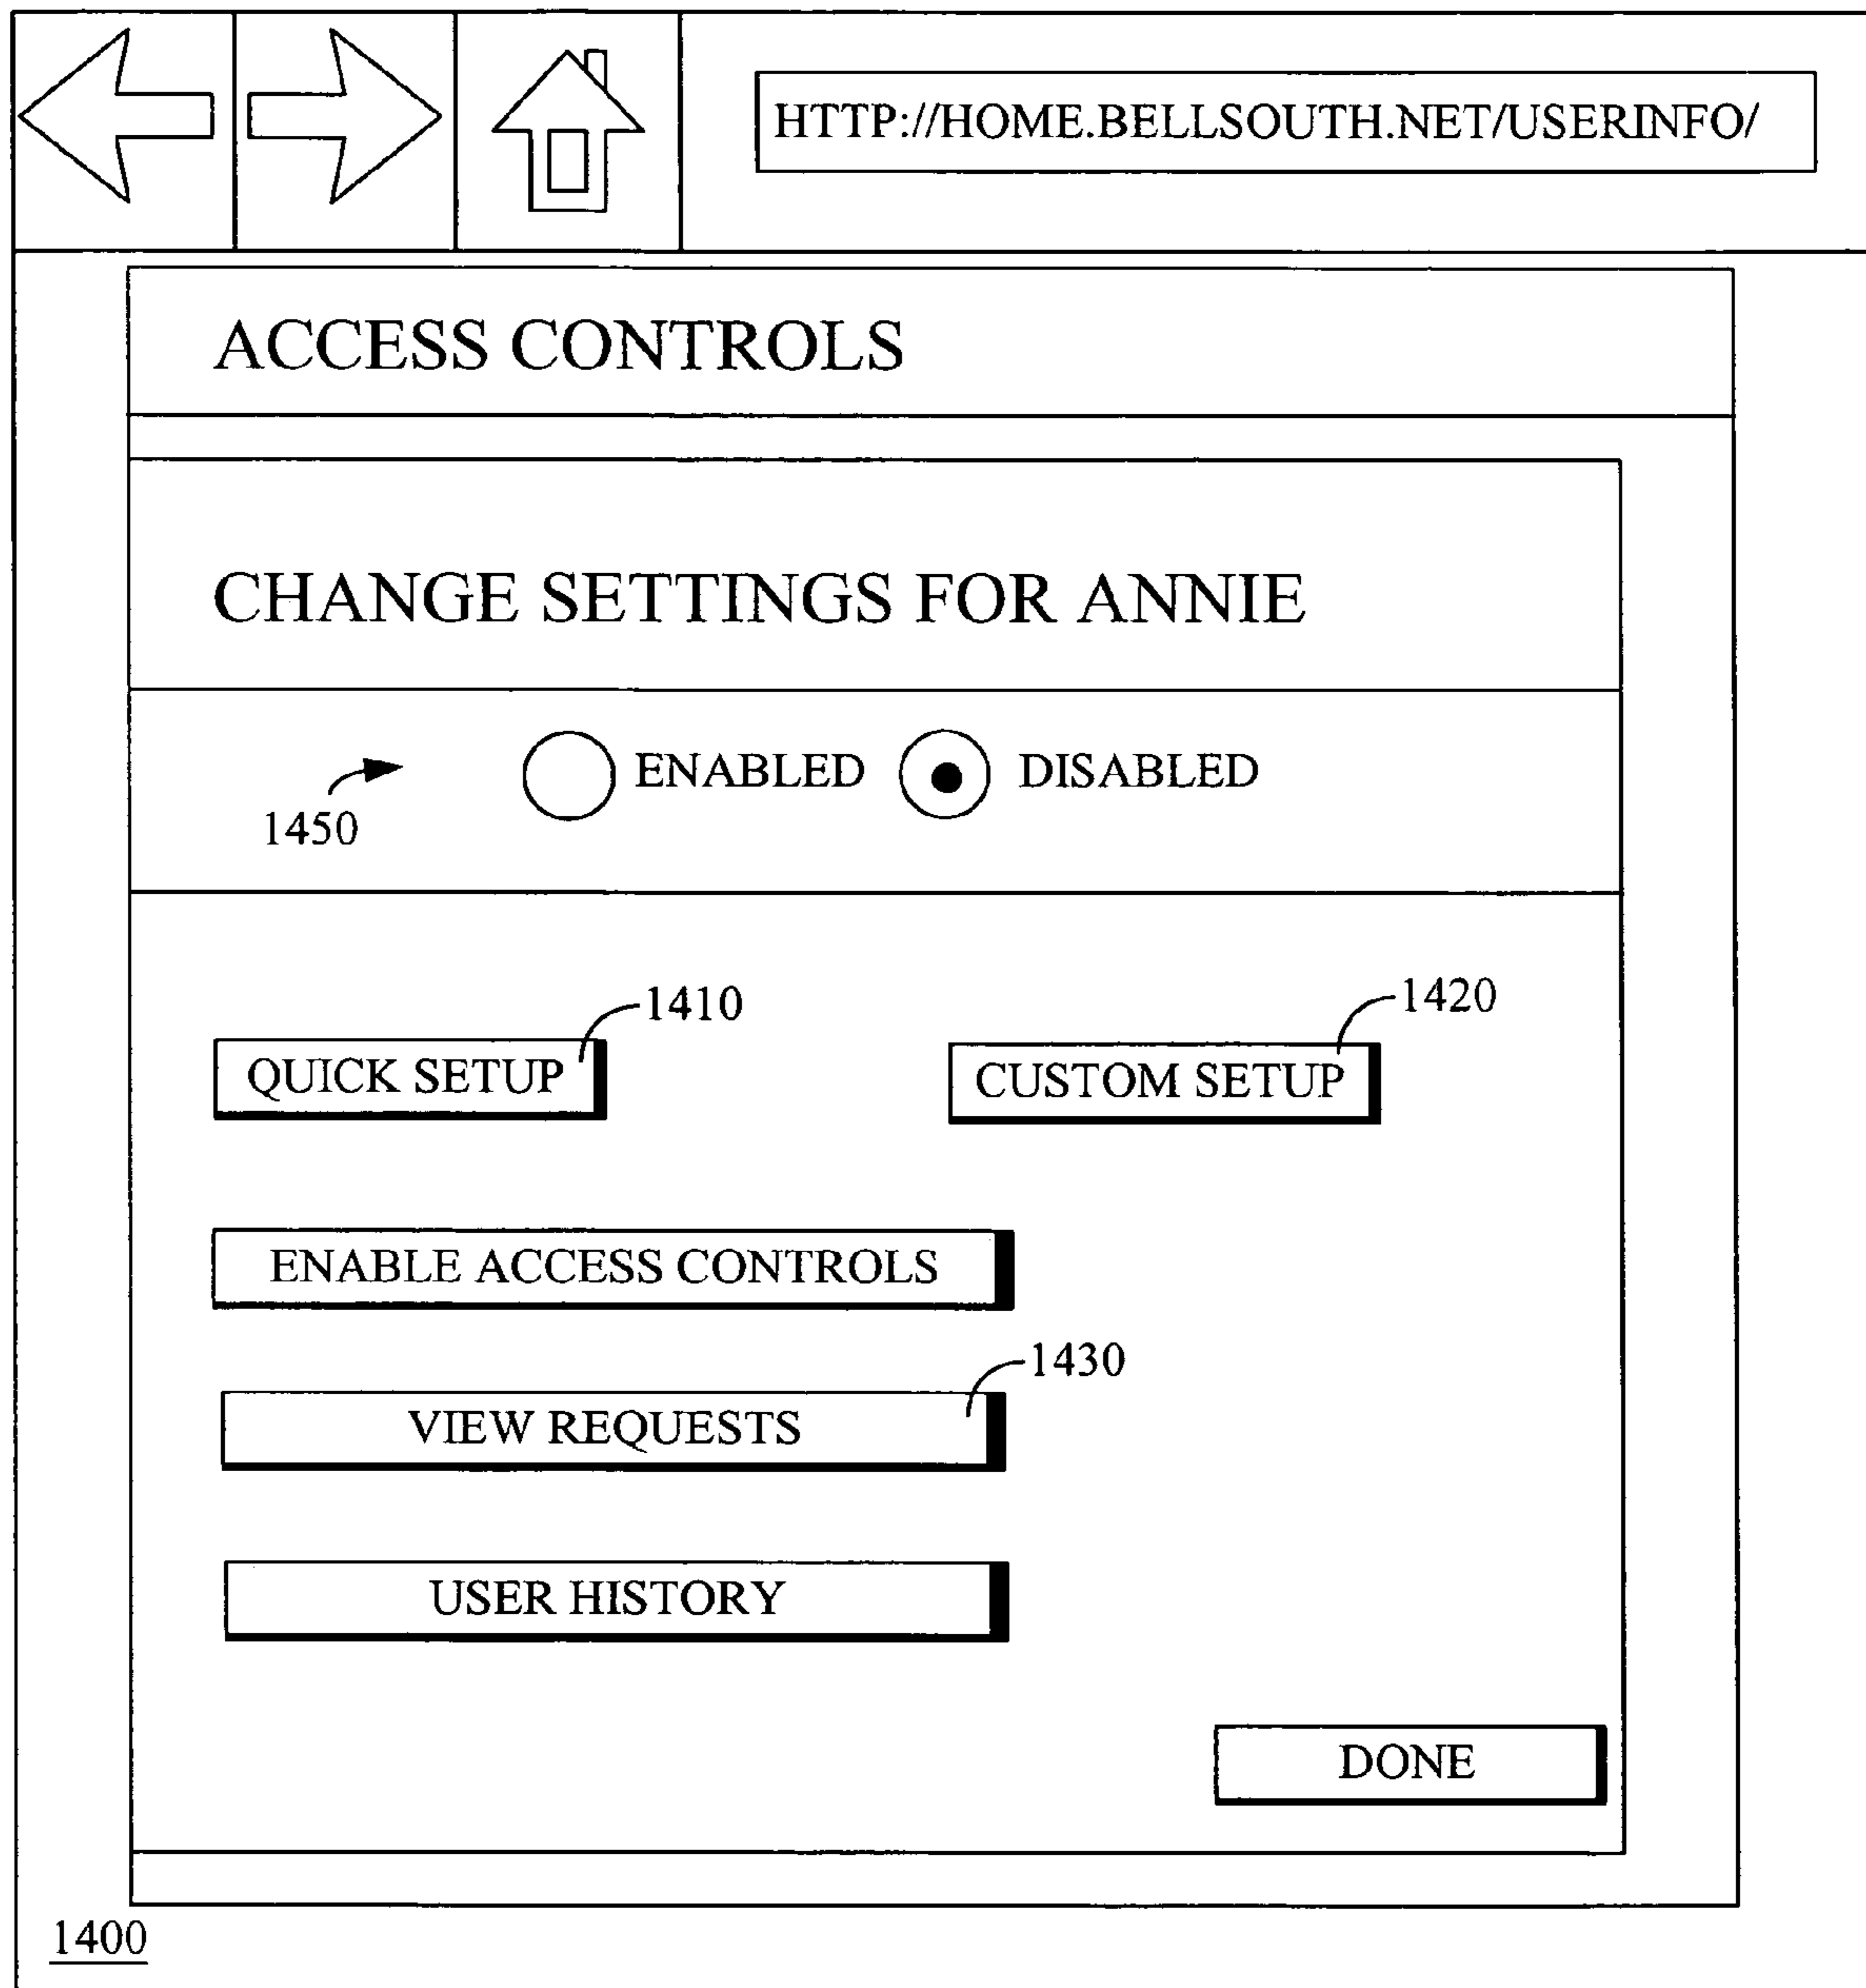 HTTP://HOME.BELLSOUTH.NET/USERINFO/
ACCESS CONTROLS
CHANGE SETTINGS FOR ANNIE
ENABLED DISABLED
1450
1410 1420
QUICK SETUP CUSTOM SETUP
ENABLE ACCESS CONTROLS
1430
VIEW REQUESTS
USER HISTORY
DONE
1400